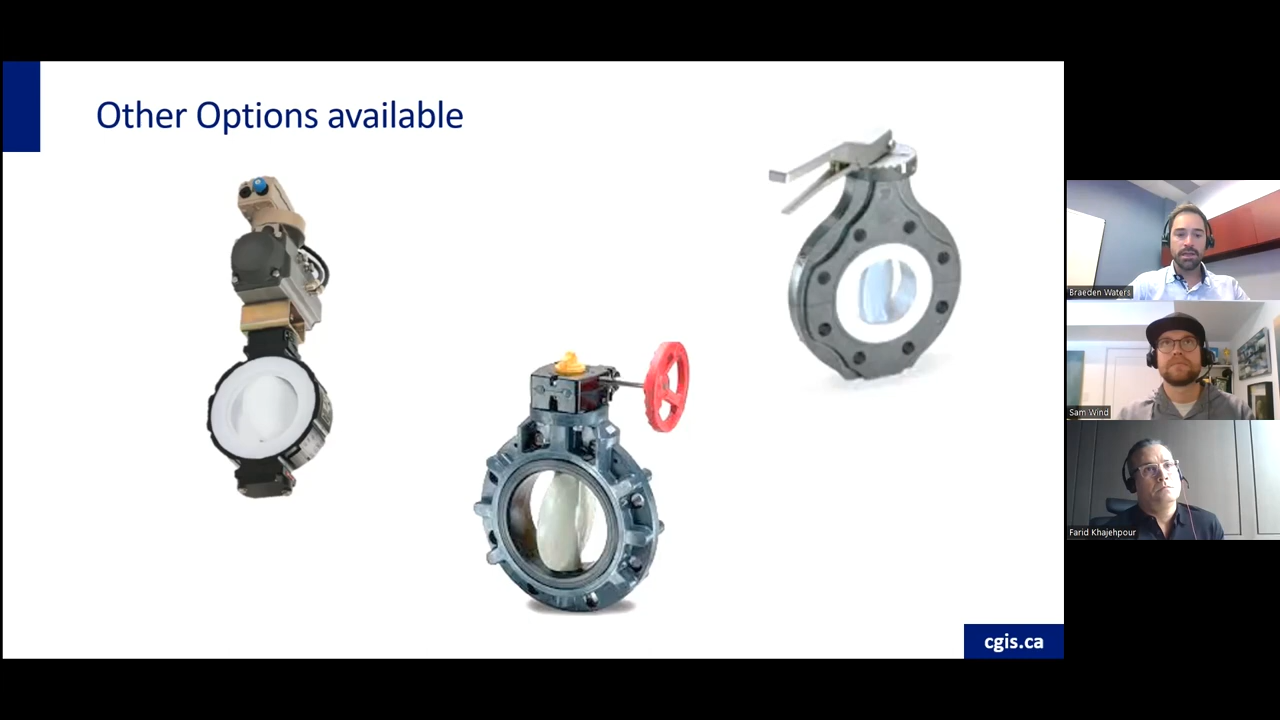 Other Options available
Braeden Waters
Sam Wind
Farid Khajehpour
cgis.ca